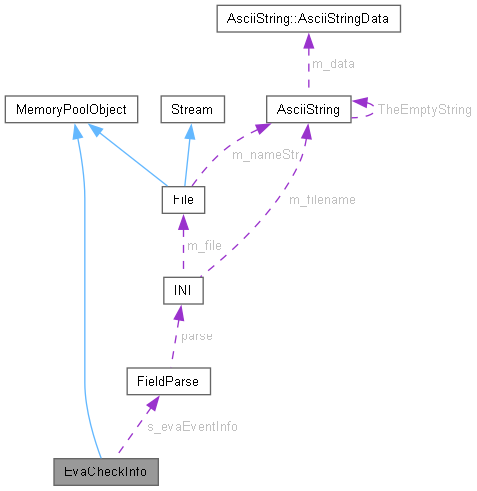 AsciiString::AsciiStringData
m_data
MemoryPoolObject
Stream
AsciiString
TheEmptyString
m_nameStr
File
m_filename
m_file
INI
parse
FieldParse
s_evaEventInfo
EvaCheckInfo